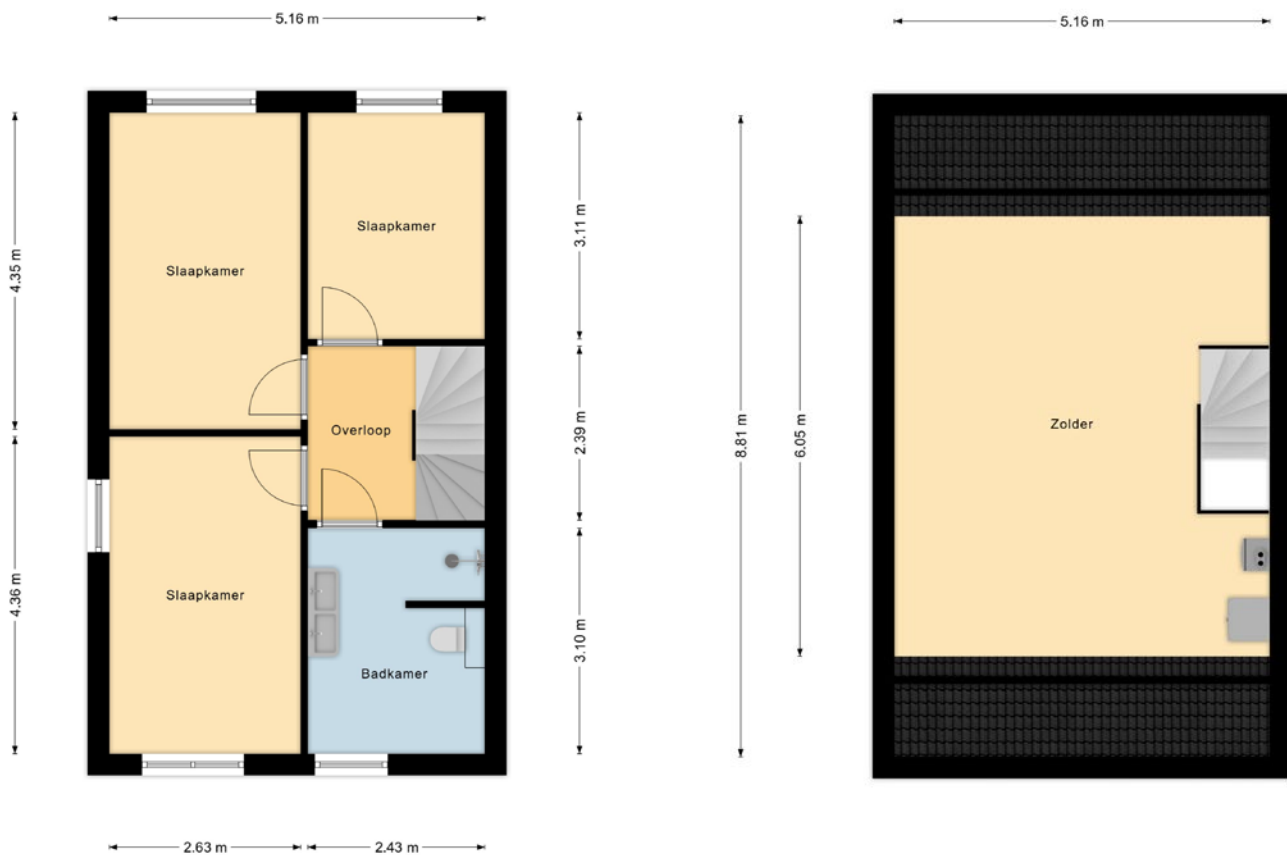 5.16 m
5.16 m
4.35 m
Slaapkamer
Slaapkamer
3.11 m
Overloop
2.39 m
4.36 m
Slaapkamer
Badkamer
3.10 m
2.63 m
2.43 m
8.81 m
6.05 m
Zolder